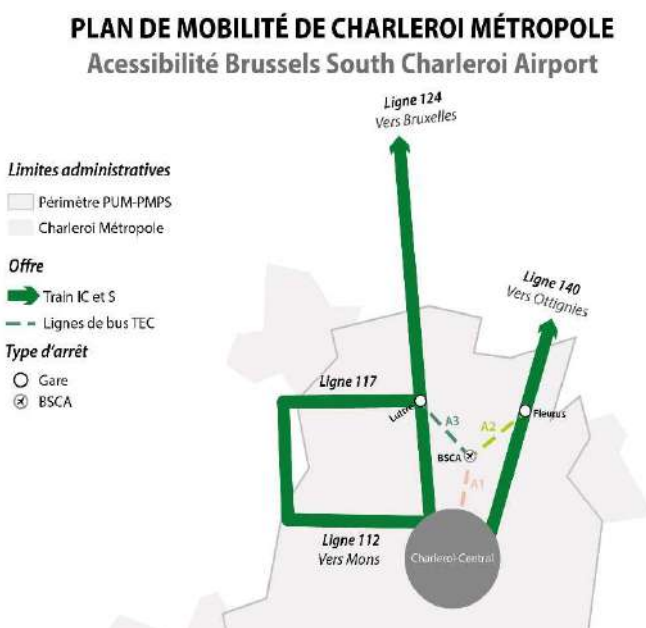 PLAN DE MOBILITÉ DE CHARLEROI MÉTROPOLE
Acessibilité Brussels South Charleroi Airport
Ligne 124
Vers Bruxelles
Limites administratives
Périmètre PUM-PMPS
Charleroi Métropole
Offre
Train IC et S
Lignes de bus TEC
Type d'arrêt
Gare
BSCA
Ligne 140
Vers Ottignies
Ligne 117
Luttre
Fleurus
A3
A2
BSCA
A1
Ligne 112
Vers Mons
Charleroi-Central